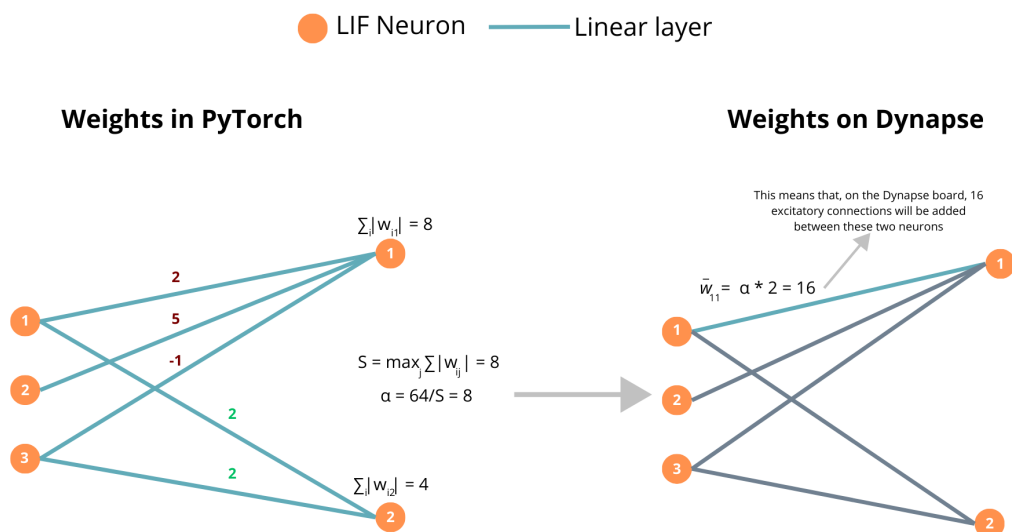 LIF Neuron
Linear layer
Weights in PyTorch
Weights on Dynapse
This means that, on the Dynapse board, 16
excitatory connections will be added
between these two neurons
∑ᵢ|wᵢ₁| = 8
1
1
2
w̄₁₁= α * 2 = 16
5
1
1
-1
S = maxⱼ ∑|wᵢⱼ| = 8
2
α = 64/S = 8
2
2
3
2
3
∑ᵢ|wᵢ₂| = 4
2
2